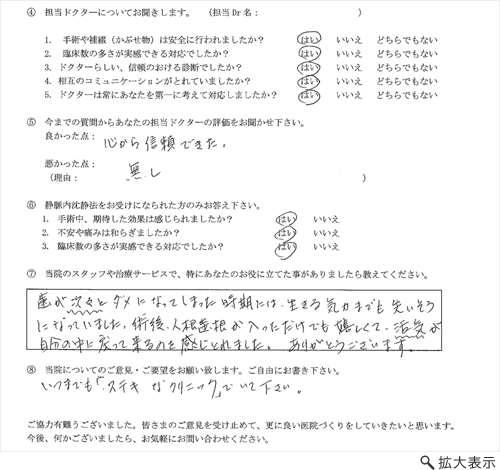 ④ 担当ドクターについてお聞きします。 (担当Dr名： )
1. 手術や補綴（かぶせ物）は安全に行われましたか？ はい いいえ どちらでもない
2. 臨床数の多さが実感できる対応でしたか？ はい いいえ どちらでもない
3. ドクターらしい、信頼のおける診断でしたか？ はい いいえ どちらでもない
4. 相互のコミュニケーションがとれていましたか？ はい いいえ どちらでもない
5. ドクターは常にあなたを第一に考えて対応しましたか？ はい いいえ どちらでもない
⑤ 今までの質問からあなたの担当ドクターの評価をお聞かせ下さい。
良かった点：
心から信頼できた。
悪かった点：
無し
(理由： )
⑥ 静脈内沈静法をお受けになられた方のみお答え下さい。
1. 手術中、期待した効果は感じられましたか？ はい いいえ
2. 不安や痛みは和らぎましたか？ はい いいえ
3. 臨床数の多さが実感できる対応でしたか？ はい いいえ
⑦ 当院のスタッフや治療サービスで、特にあなたのお役に立てた事がありましたら教えてください。
歯が次々とダメになってしまった時期には、生きる気力までも失いそう
になっていました。術後、人根歯根が入っただけでも嬉しくて、活気が
自分の中に戻って来るのを感じとれました。 ありがとうございます。
⑧ 当院についてのご意見・ご要望をお願い致します。ご自由にお書き下さい。
いつまでも「ステキなクリニック」でいて下さい。
ご協力有難うございました。皆さまのご意見を受け止めて、更に良い医院づくりをしていきたいと思います。
今後、何かございましたら、お気軽にお問い合わせください。
拡大表示